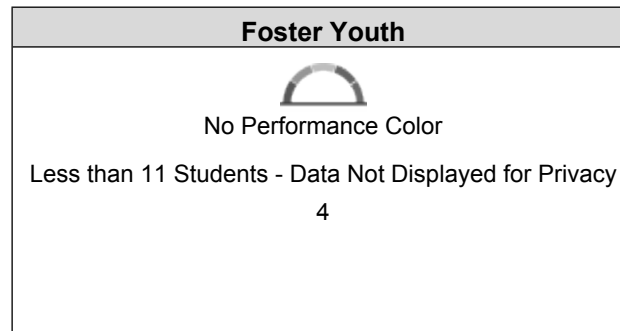 Foster Youth
No Performance Color
Less than 11 Students - Data Not Displayed for Privacy
4